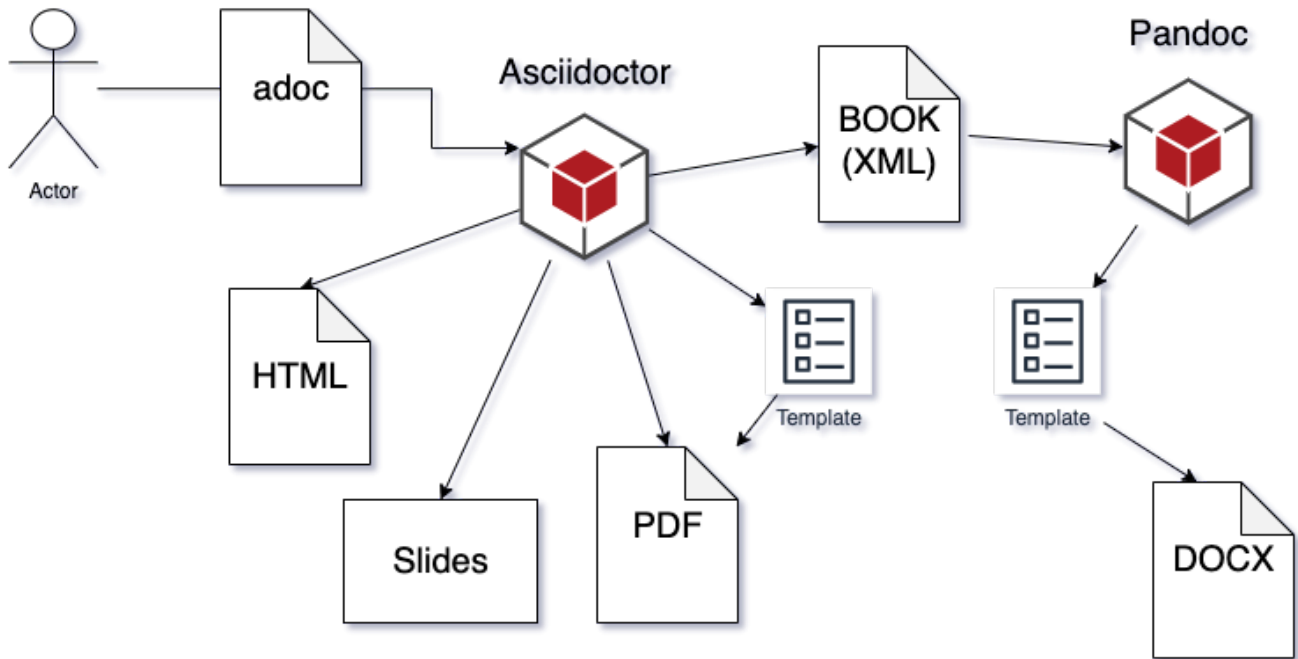 Pandoc
Asciidoctor
adoc
BOOK
(XML)
Actor
HTML
Template
Template
PDF
Slides
DOCX